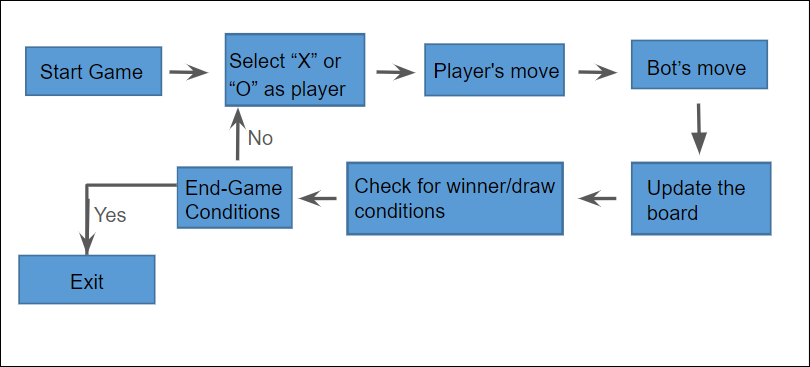 Start Game
Select “X” or
“O” as player
Player's move
Bot’s move
No
End-Game
Conditions
Check for winner/draw
conditions
Update the
board
Yes
Exit